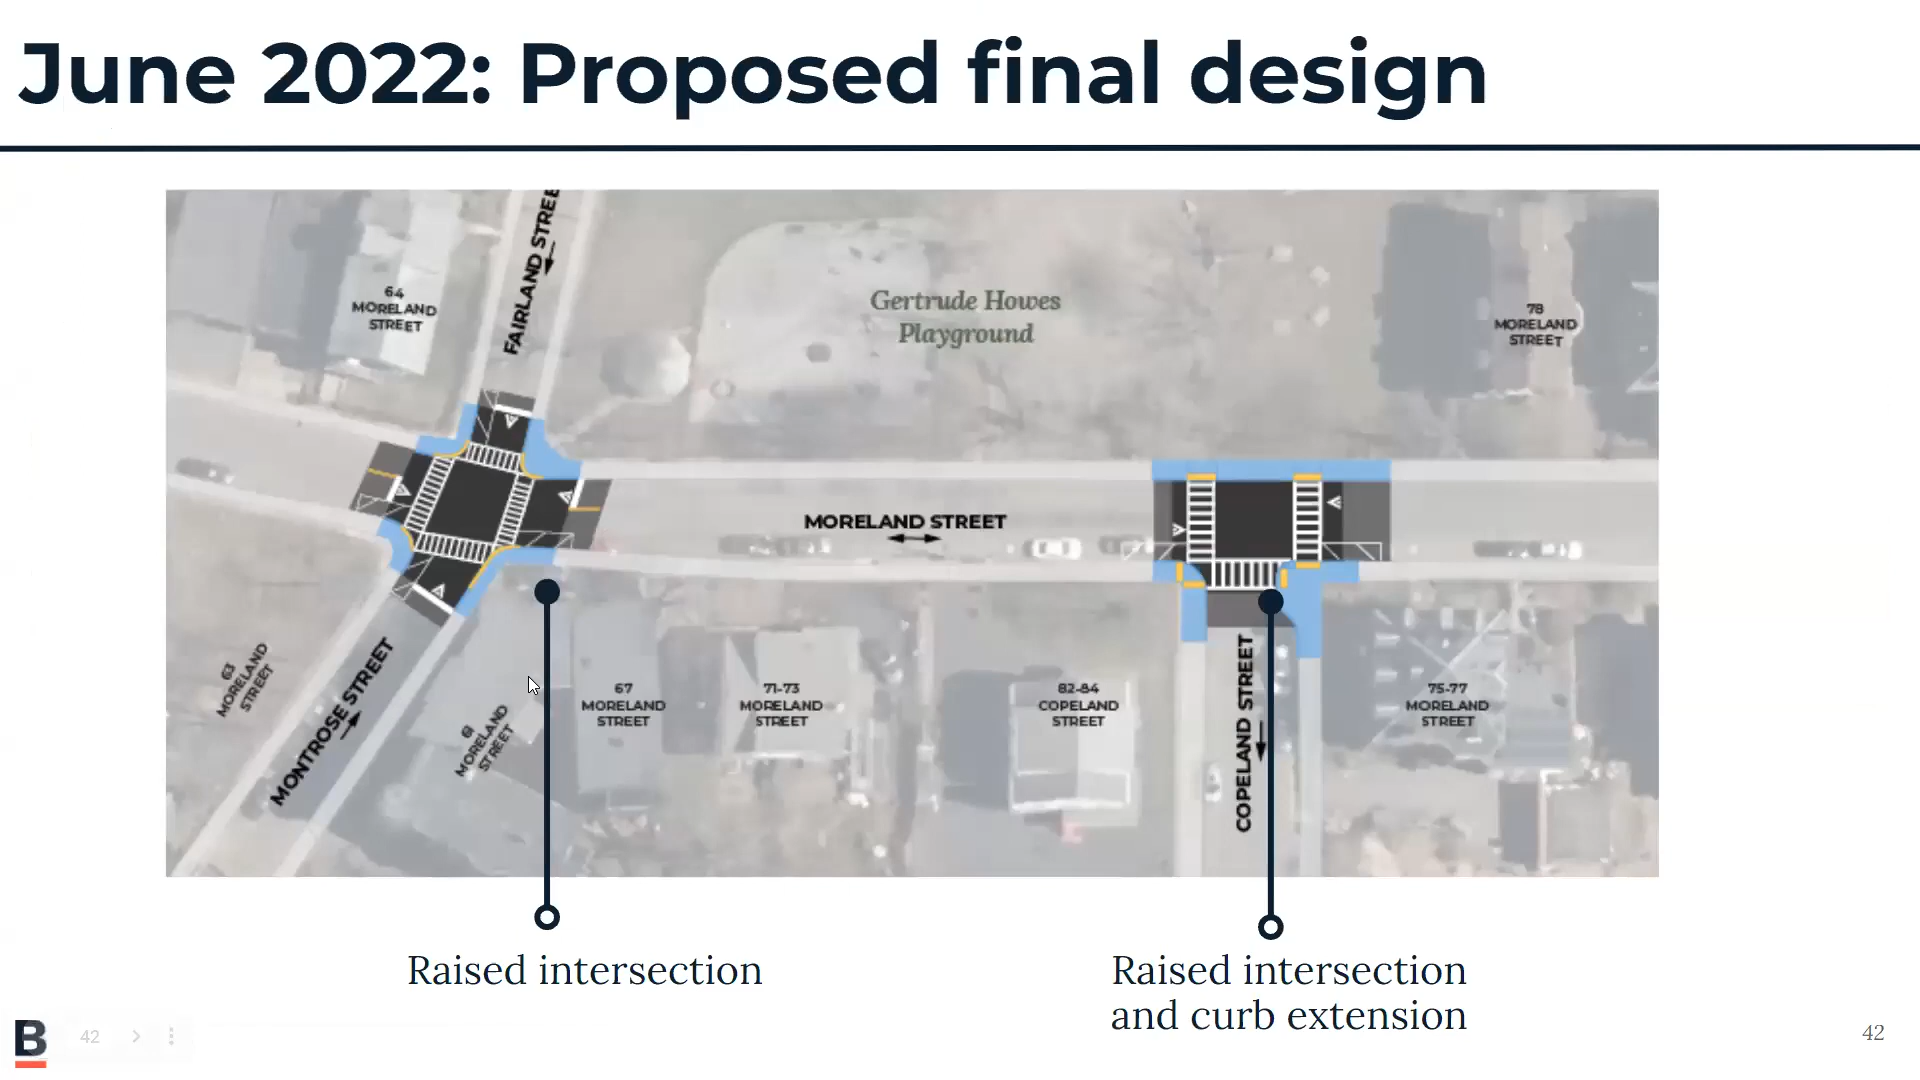 June 2022: Proposed final design
FAIRLAND STREE
64
MORELAND
STREET
Gertrude Howes
Playground
78
MORELAND
STREET
MORELAND STREET
63
MORELAND
STREET
MONTROSE STREET
61
MORELAND
STREET
67
MORELAND
STREET
71-73
MORELAND
STREET
82-84
COPELAND
STREET
COPELAND STREET
75-77
MORELAND
STREET
Raised intersection
Raised intersection
and curb extension
B
42
42